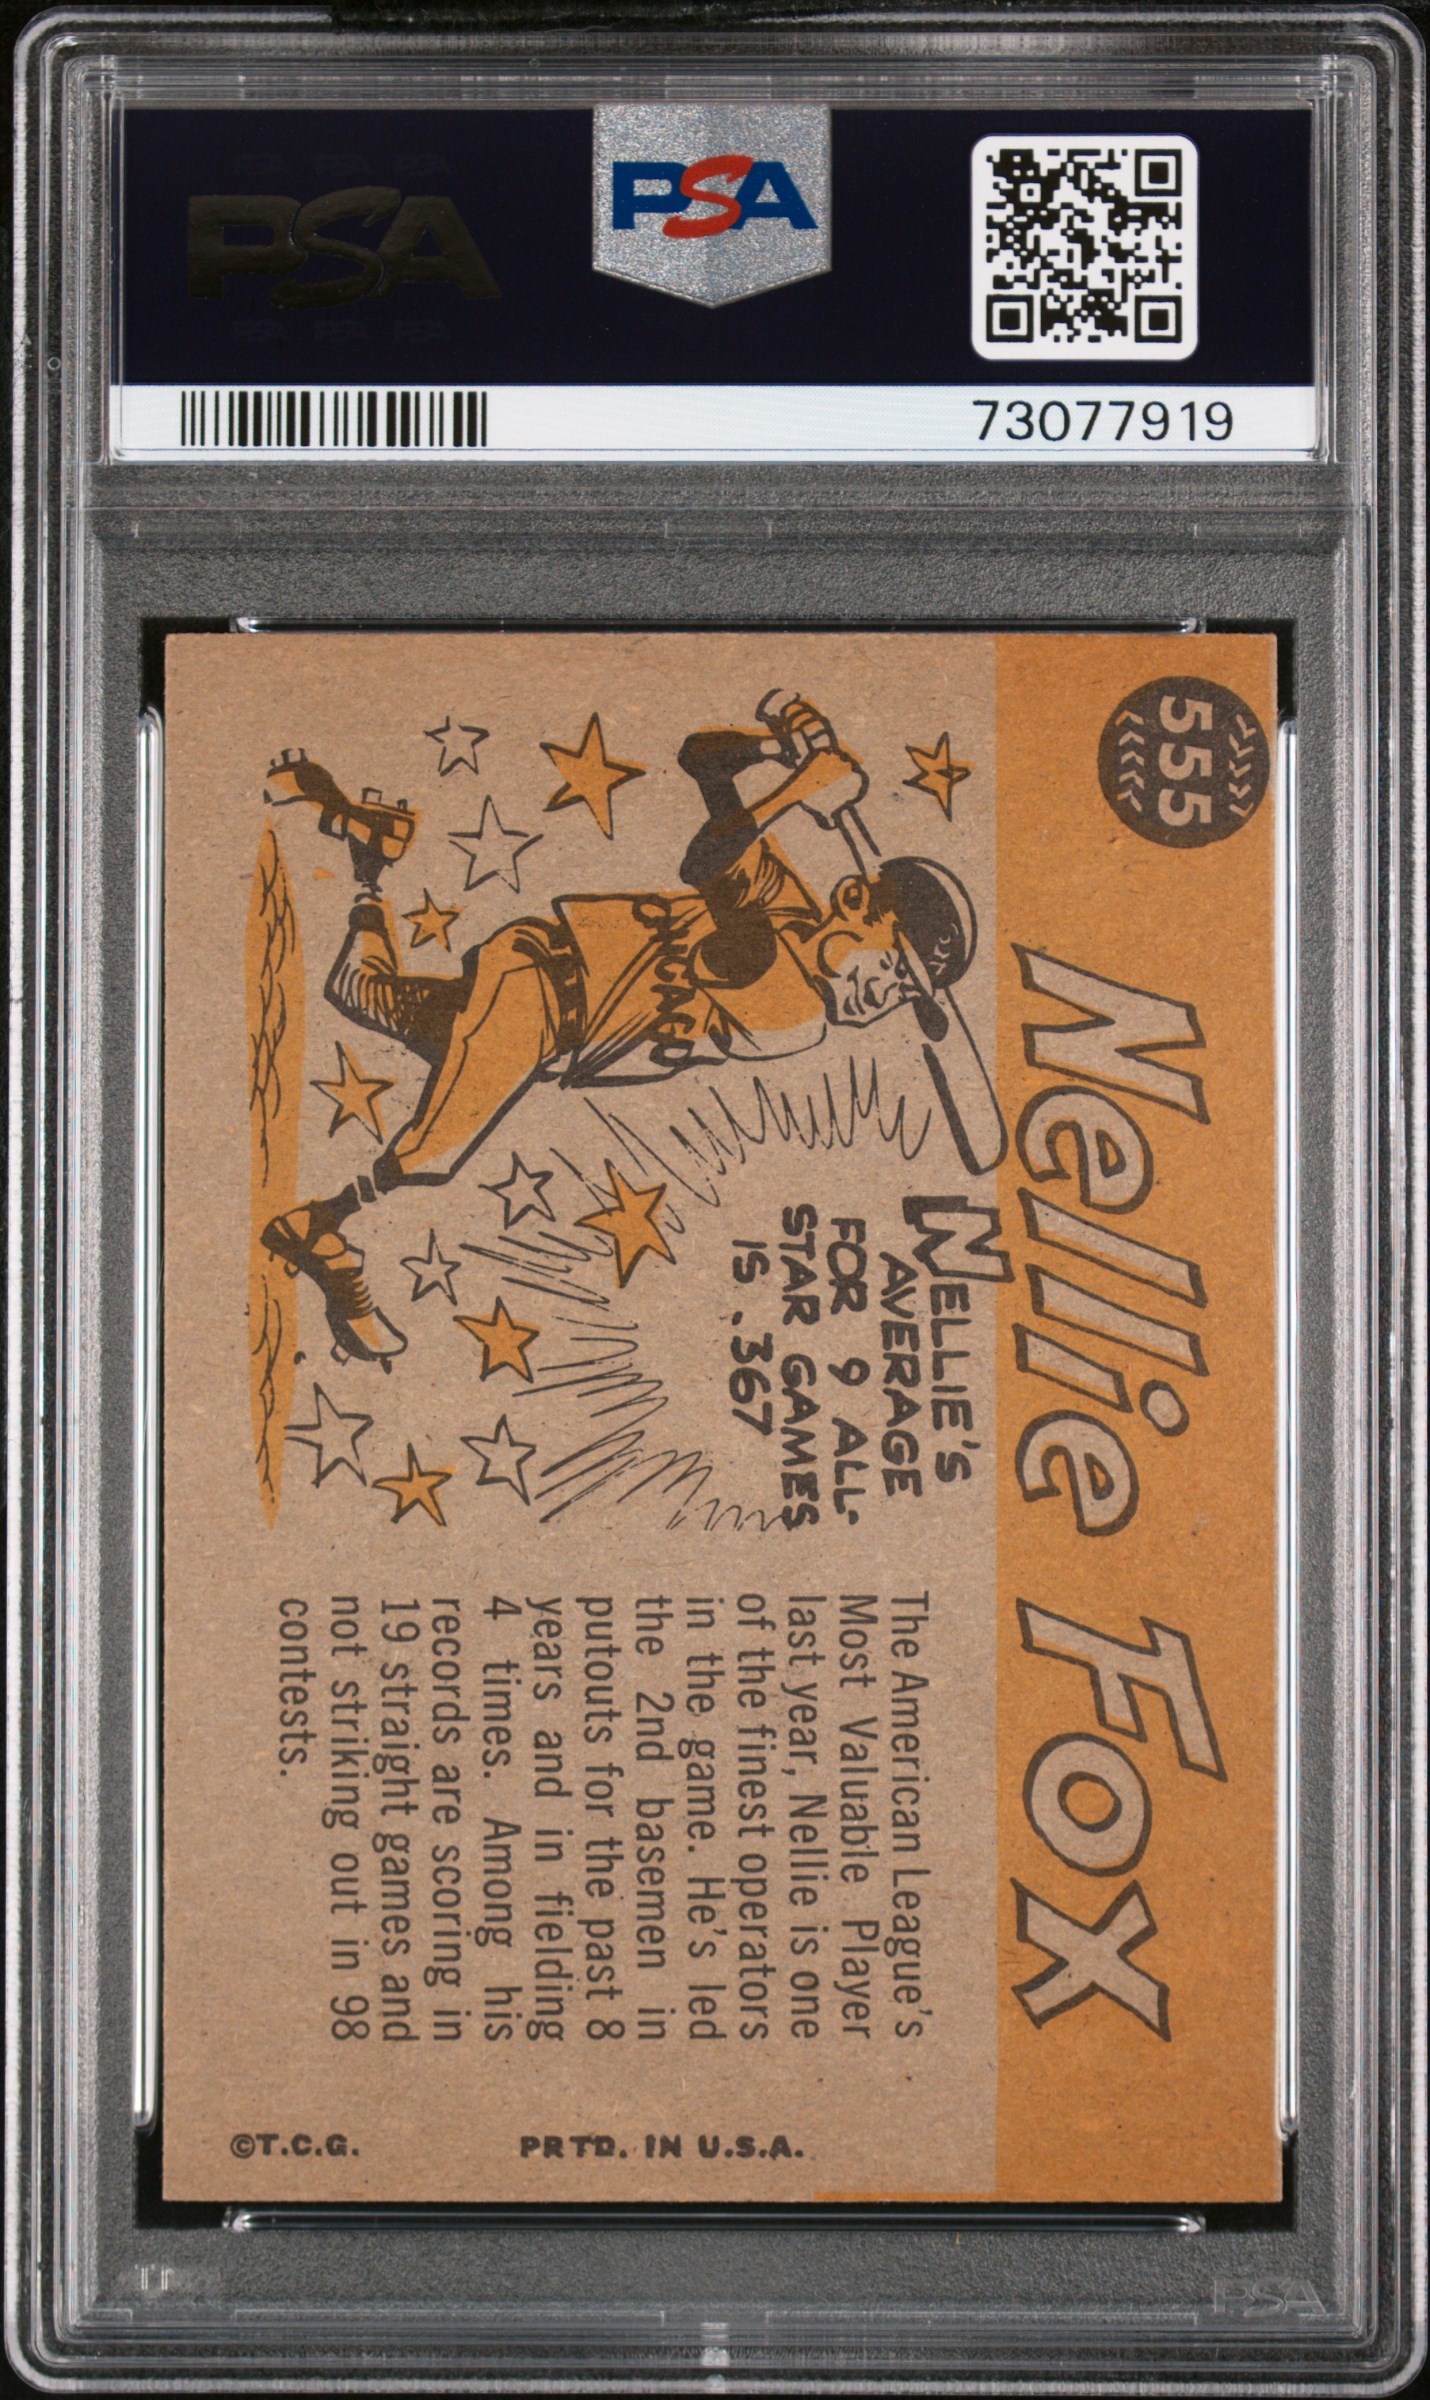 PSA
PSA
73077919
555
Nellie Fox
NELLIE'S
AVERAGE
FOR 9 ALL-
STAR GAMES
IS .367
CHICAGO
The American League's
Most Valuable Player
last year, Nellie is one
of the finest operators
in the game. He's led
the 2nd basemen in
putouts for the past 8
years and in fielding
4 times. Among his
records are scoring in
19 straight games and
not striking out in 98
contests.
©T.C.G.
PRTD. IN U.S.A.
PSA